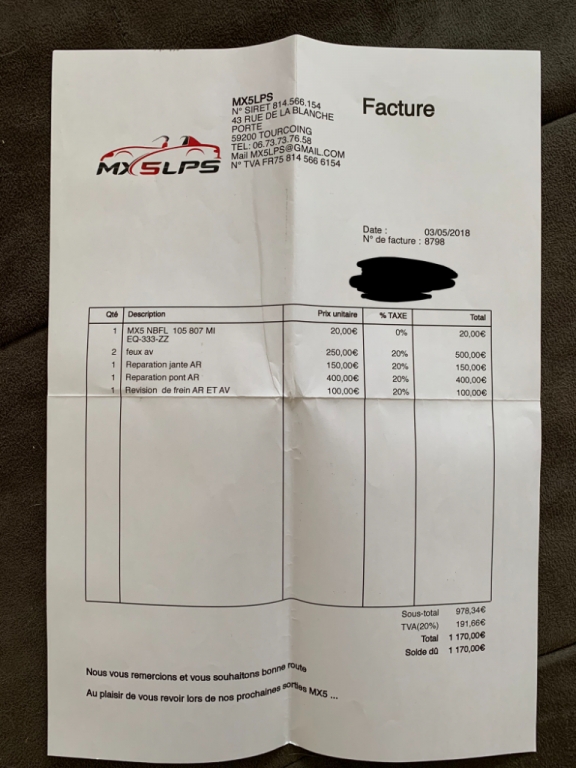 MX5LPS
MX5LPS
N° SIRET 814.566.154
43 RUE DE LA BLANCHE
PORTE
59200 TOURCOING
TEL: 06.73.73.76.58
Mail MX5LPS@GMAIL.COM
N° TVA FR75 814 566 6154
Facture
Date : 03/05/2018
N° de facture : 8798
Qté Description Prix unitaire % TAXE Total
1 MX5 NBFL 105 807 MI 20,00€ 0% 20,00€
EQ-333-ZZ
2 feux av 250,00€ 20% 500,00€
1 Reparation jante AR 150,00€ 20% 150,00€
1 Reparation pont AR 400,00€ 20% 400,00€
1 Revision de frein AR ET AV 100,00€ 20% 100,00€
Sous-total 978,34€
TVA(20%) 191,66€
Total 1 170,00€
Solde dû 1 170,00€
Nous vous remercions et vous souhaitons bonne route
Au plaisir de vous revoir lors de nos prochaines sorties MX5 ...